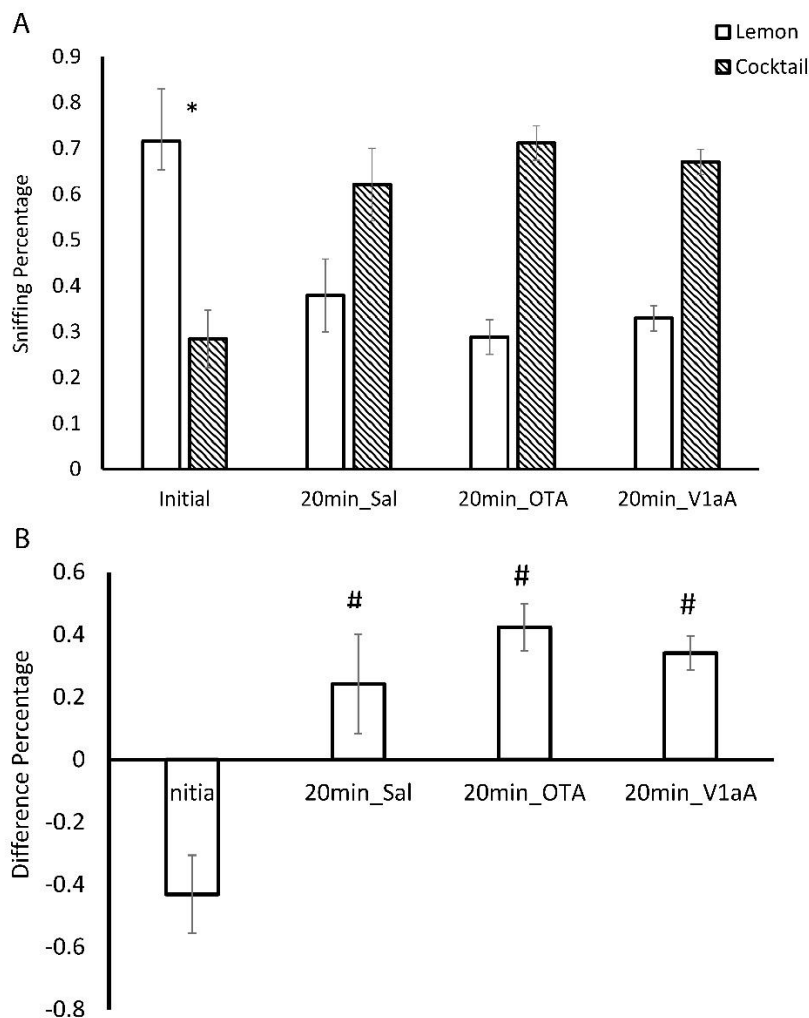 A
Lemon
Cocktail
0.9
0.8
0.7
0.6
0.5
0.4
0.3
0.2
0.1
0
Sniffing Percentage
*
Initial 20min_Sal 20min_OTA 20min_V1aA
B
0.6
0.4
0.2
0
-0.2
-0.4
-0.6
-0.8
Difference Percentage
# # #
nitia 20min_Sal 20min_OTA 20min_V1aA